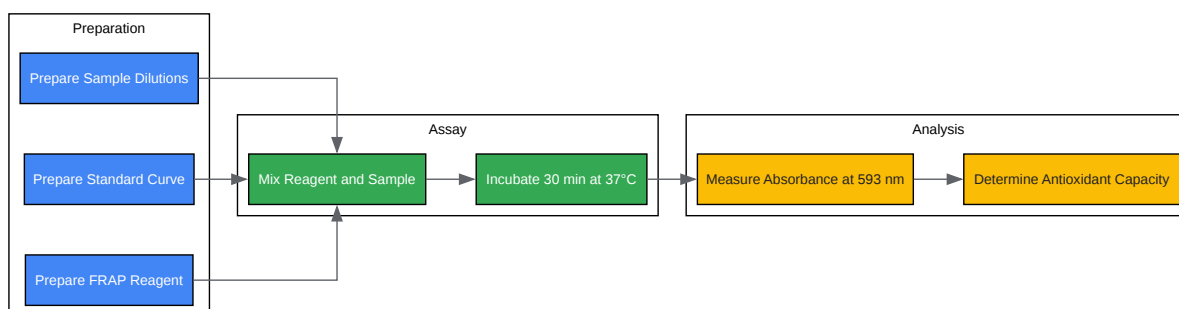 Preparation
Prepare Sample Dilutions
Prepare Standard Curve
Prepare FRAP Reagent
Assay
Mix Reagent and Sample
Incubate 30 min at 37°C
Analysis
Measure Absorbance at 593 nm
Determine Antioxidant Capacity